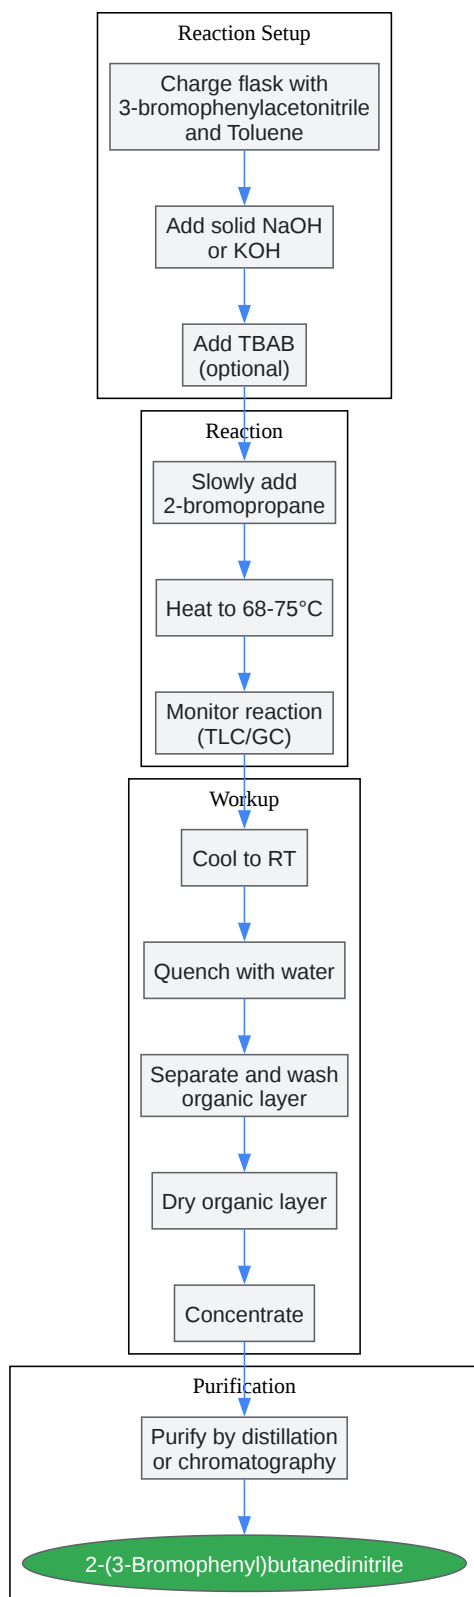 Reaction Setup
Charge flask with
3-bromophenylacetonitrile
and Toluene
Add solid NaOH
or KOH
Add TBAB
(optional)
Reaction
Slowly add
2-bromopropane
Heat to 68-75°C
Monitor reaction
(TLC/GC)
Workup
Cool to RT
Quench with water
Separate and wash
organic layer
Dry organic layer
Concentrate
Purification
Purify by distillation
or chromatography
2-(3-Bromophenyl)butanedinitrile